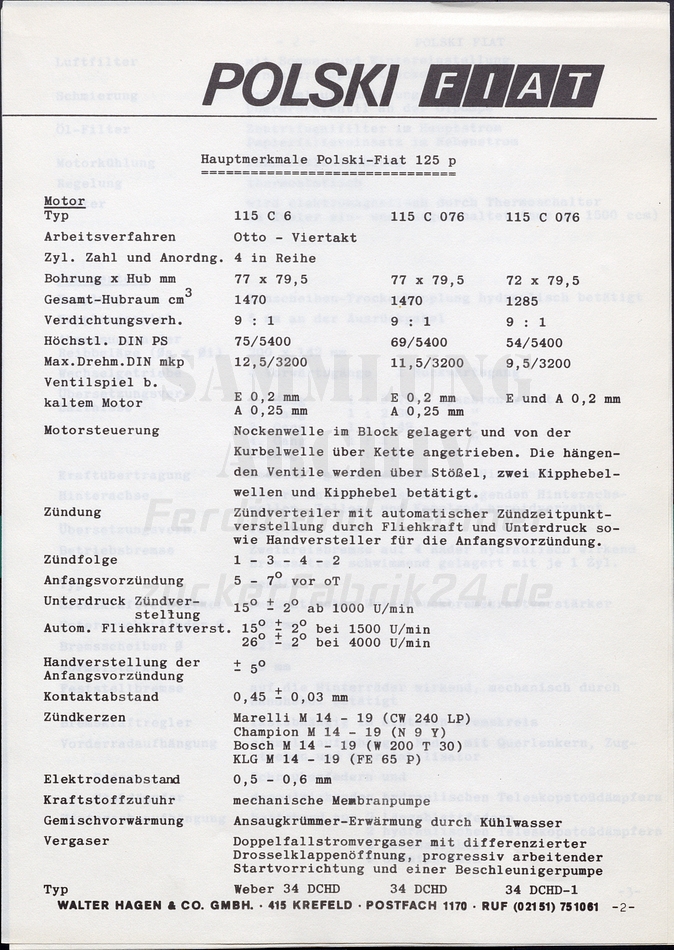 POLSKI FIAT
Hauptmerkmale Polski-Fiat 125 p
Motor
Typ 115 C 6 115 C 076 115 C 076
Arbeitsverfahren Otto - Viertakt
Zyl. Zahl und Anordng. 4 in Reihe
Bohrung x Hub mm 77 x 79,5 77 x 79,5 72 x 79,5
Gesamt-Hubraum cm³ 1470 1470 1285
Verdichtungsverh. 9 : 1 9 : 1 9 : 1
Höchstl. DIN PS 75/5400 69/5400 54/5400
Max.Drehm.DIN mkp 12,5/3200 11,5/3200 9,5/3200
Ventilspiel b.
kaltem Motor E 0,2 mm E 0,2 mm E und A 0,2 mm
A 0,25 mm A 0,25 mm
Motorsteuerung Nockenwelle im Block gelagert und von der
Kurbelwelle über Kette angetrieben. Die hängen-
den Ventile werden über Stößel, zwei Kipphebel-
wellen und Kipphebel betätigt.
Zündung Zündverteiler mit automatischer Zündzeitpunkt-
verstellung durch Fliehkraft und Unterdruck so-
wie Handversteller für die Anfangsvorzündung.
Zündfolge 1 - 3 - 4 - 2
Anfangsvorzündung 5 - 7° vor oT
Unterdruck Zündver-
stellung 15° ± 2° ab 1000 U/min
Autom. Fliehkraftverst. 15° ± 2° bei 1500 U/min
26° ± 2° bei 4000 U/min
Handverstellung der
Anfangsvorzündung ± 5°
Kontaktabstand 0,45 ± 0,03 mm
Zündkerzen Marelli M 14 - 19 (CW 240 LP)
Champion M 14 - 19 (N 9 Y)
Bosch M 14 - 19 (W 200 T 30)
KLG M 14 - 19 (FE 65 P)
Elektrodenabstand 0,5 - 0,6 mm
Kraftstoffzufuhr mechanische Membranpumpe
Gemischvorwärmung Ansaugkrümmer-Erwärmung durch Kühlwasser
Vergaser Doppelfallstromvergaser mit differenzierter
Drosselklappenöffnung, progressiv arbeitender
Startvorrichtung und einer Beschleunigerpumpe
Typ Weber 34 DCHD 34 DCHD 34 DCHD-1
WALTER HAGEN & CO. GMBH. · 415 KREFELD · POSTFACH 1170 · RUF (02151) 751061 -2-
SAMMLING
ARCHIV
zuckerfabrik24.de